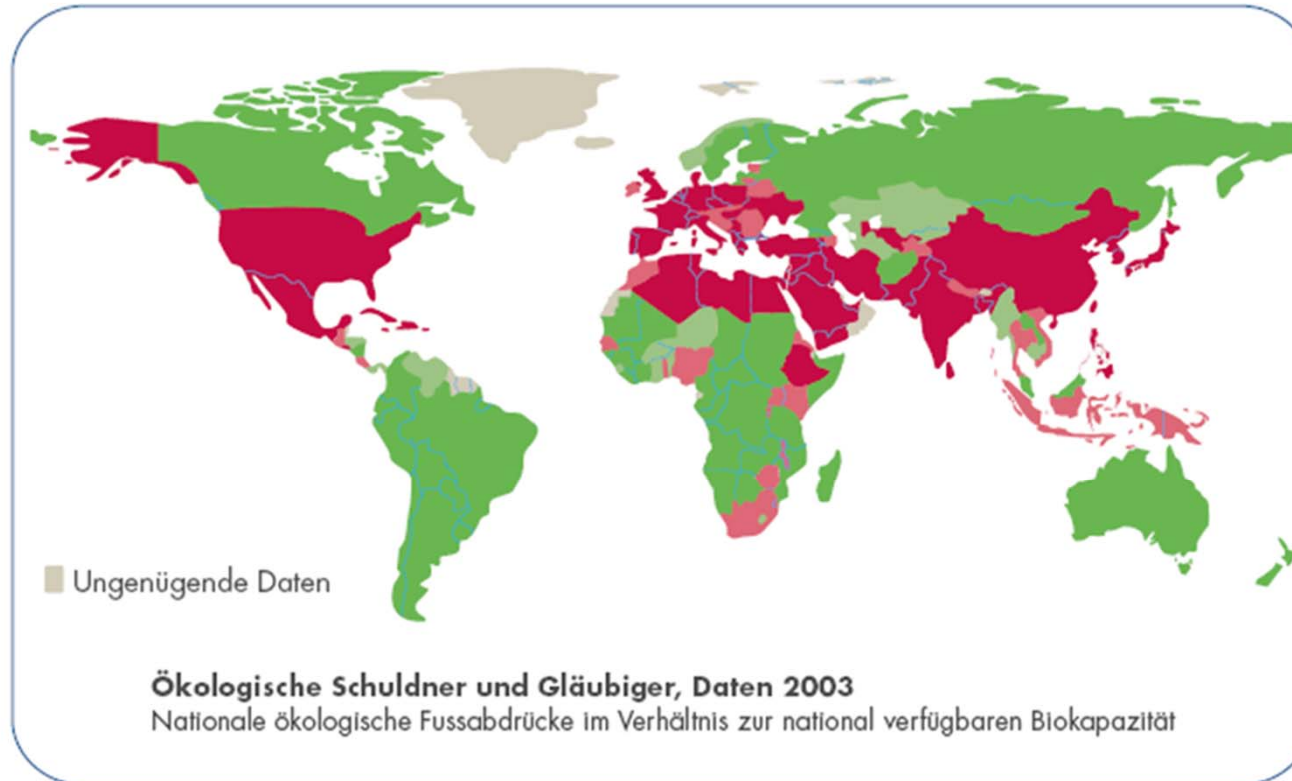 Ungenügende Daten
Ökologische Schuldner und Gläubiger, Daten 2003
Nationale ökologische Fussabdrücke im Verhältnis zur national verfügbaren Biokapazität